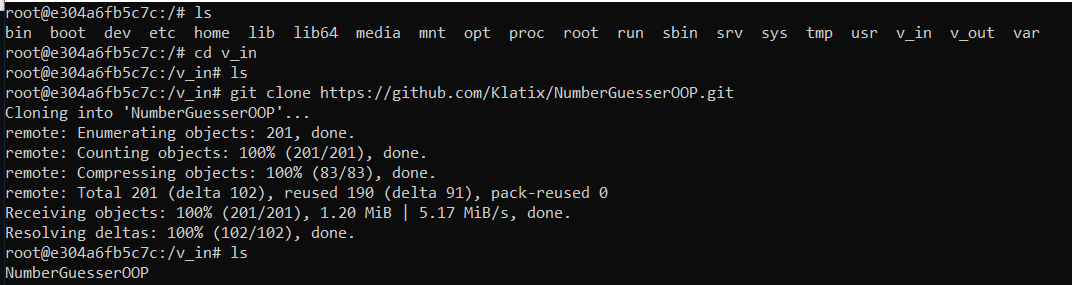 root@e304a6fb5c7c:/# ls
bin  boot  dev  etc  home  lib  lib64  media  mnt  opt  proc  root  run  sbin  srv  sys  tmp  usr  v_in  v_out  var
root@e304a6fb5c7c:/# cd v_in
root@e304a6fb5c7c:/v_in# ls
root@e304a6fb5c7c:/v_in# git clone https://github.com/Klatix/NumberGuesserOOP.git
Cloning into 'NumberGuesserOOP'...
remote: Enumerating objects: 201, done.
remote: Counting objects: 100% (201/201), done.
remote: Compressing objects: 100% (83/83), done.
remote: Total 201 (delta 102), reused 190 (delta 91), pack-reused 0
Receiving objects: 100% (201/201), 1.20 MiB | 5.17 MiB/s, done.
Resolving deltas: 100% (102/102), done.
root@e304a6fb5c7c:/v_in# ls
NumberGuesserOOP